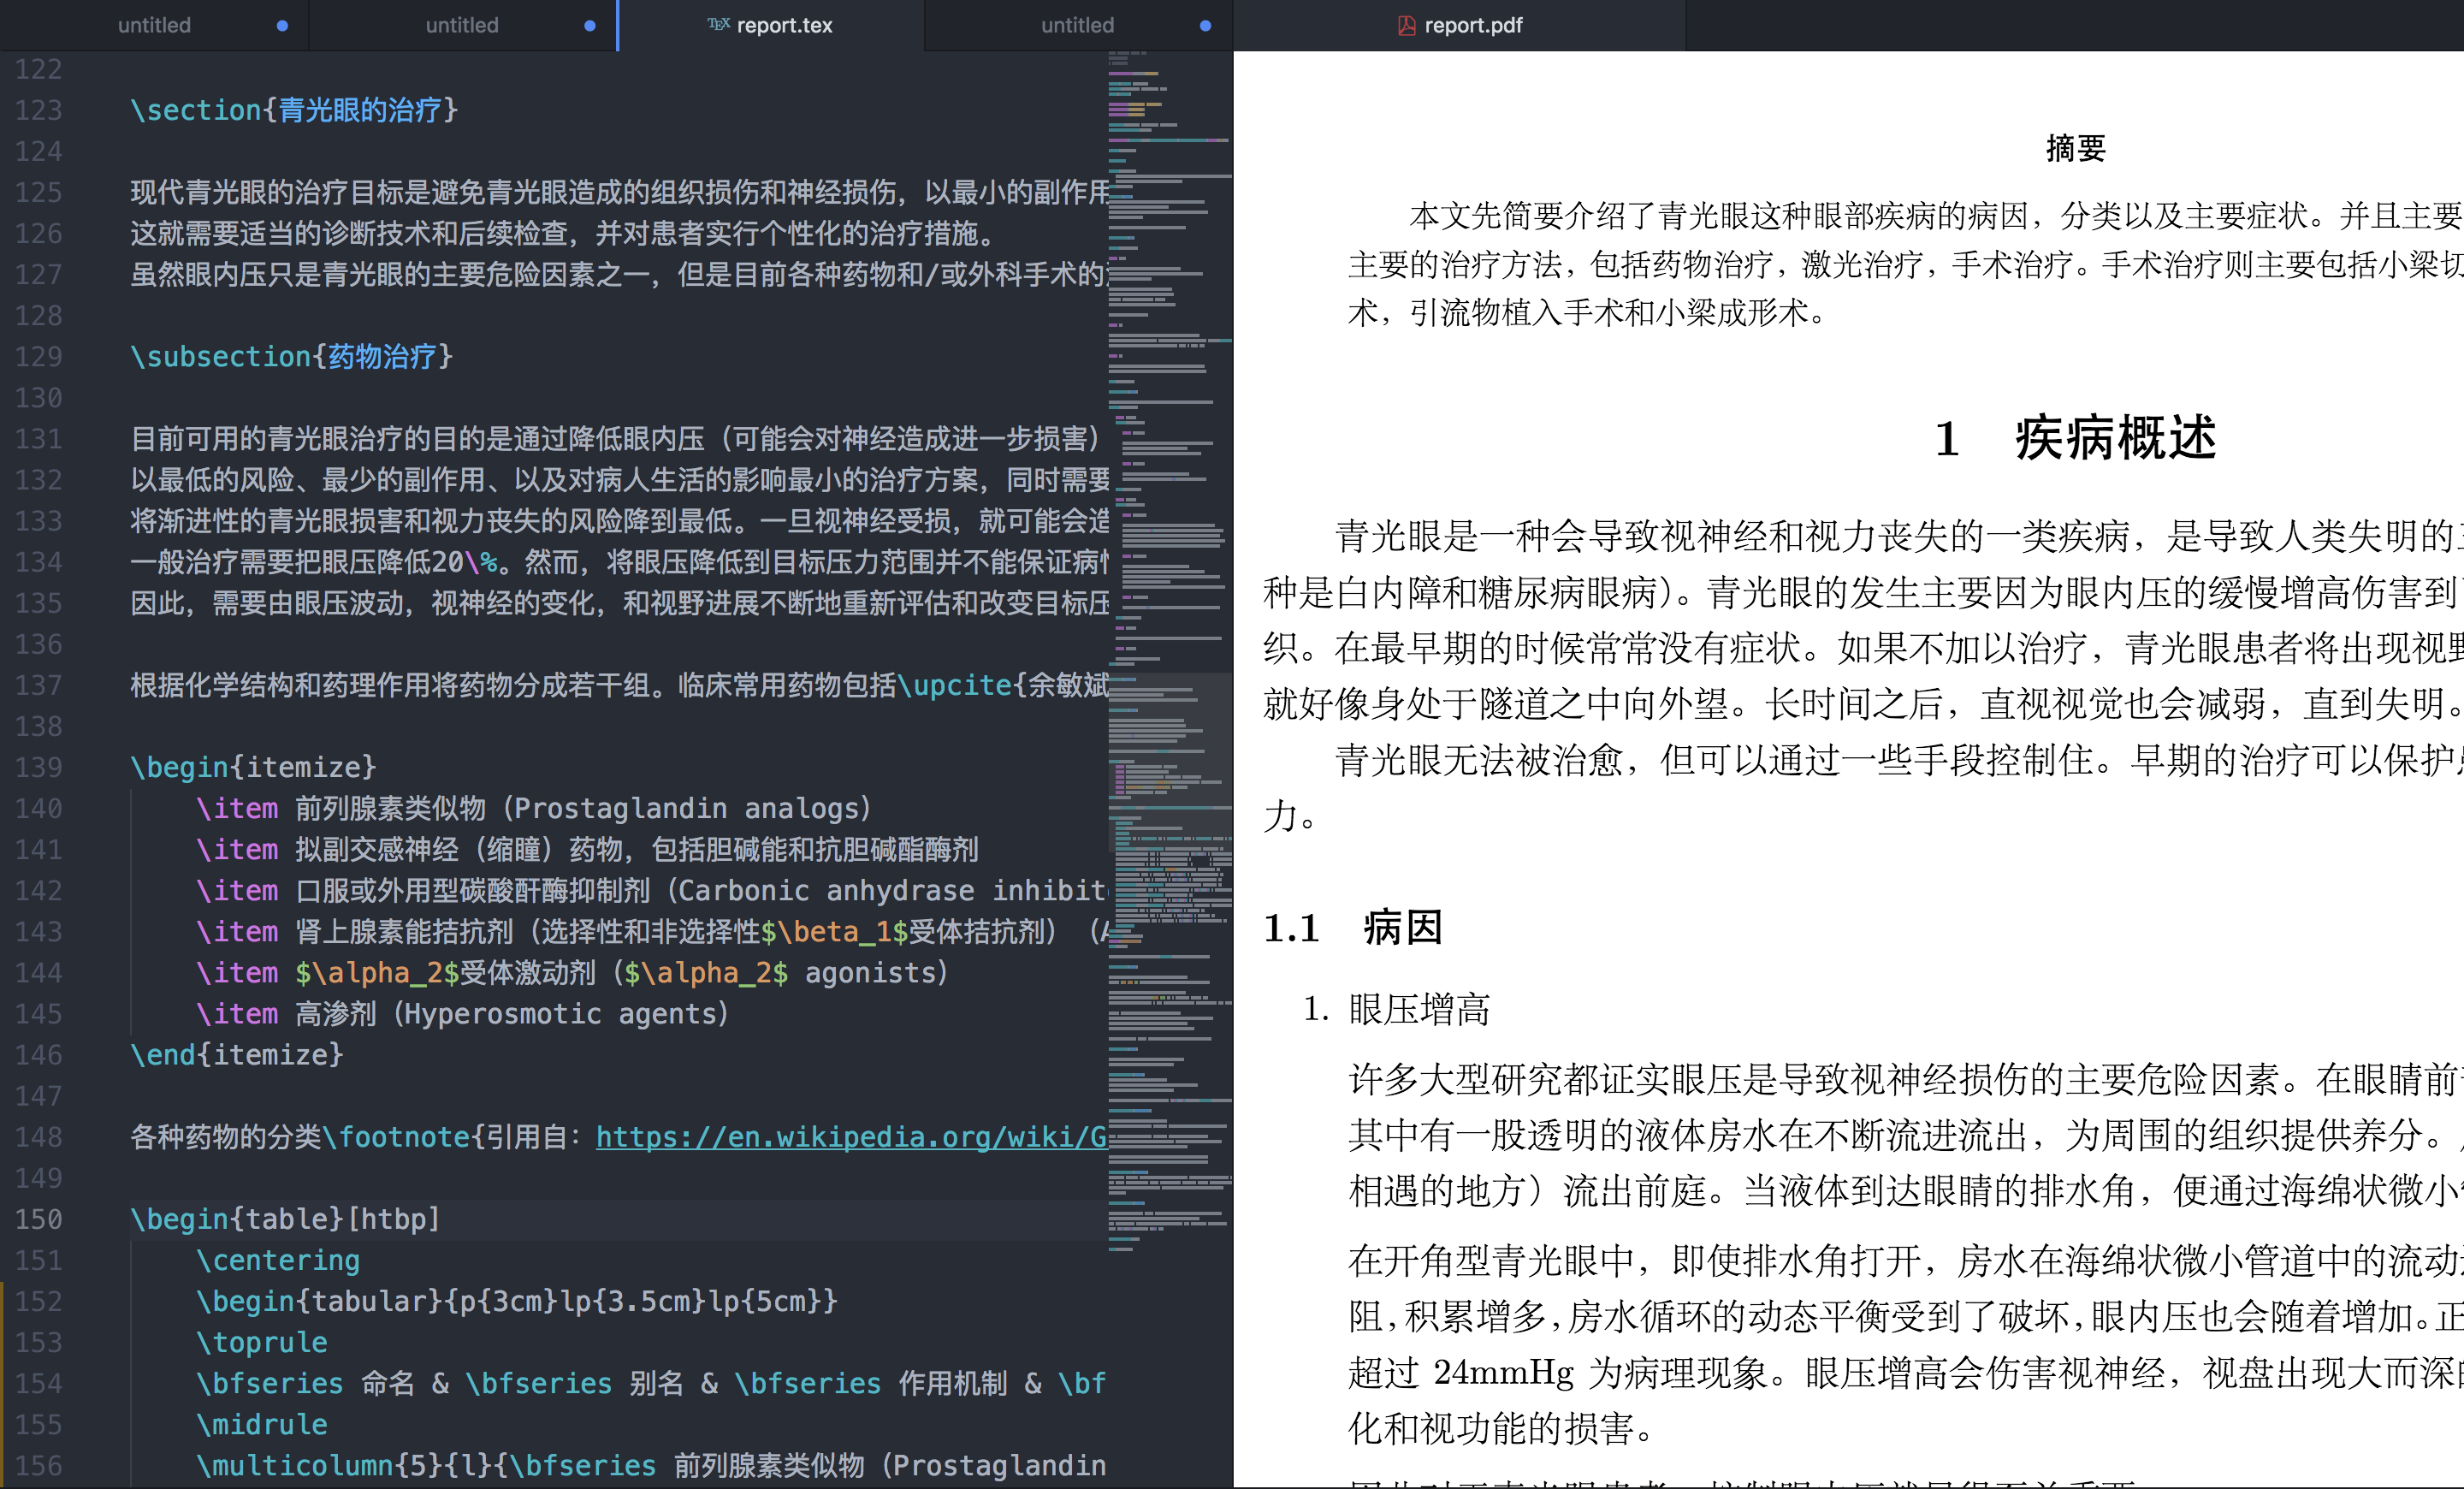 untitled
untitled
report.tex
untitled
report.pdf
122
123 \section{青光眼的治疗}
124
125 现代青光眼的治疗目标是避免青光眼造成的组织损伤和神经损伤，以最小的副作用
126 这就需要适当的诊断技术和后续检查，并对患者实行个性化的治疗措施。
127 虽然眼内压只是青光眼的主要危险因素之一，但是目前各种药物和/或外科手术的
128
129 \subsection{药物治疗}
130
131 目前可用的青光眼治疗的目的是通过降低眼内压（可能会对神经造成进一步损害）
132 以最低的风险、最少的副作用、以及对病人生活的影响最小的治疗方案，同时需要
133 将渐进性的青光眼损害和视力丧失的风险降到最低。一旦视神经受损，就可能会造
134 一般治疗需要把眼压降低20\%。然而，将眼压降低到目标压力范围并不能保证病
135 因此，需要由眼压波动，视神经的变化，和视野进展不断地重新评估和改变目标压
136
137 根据化学结构和药理作用将药物分成若干组。临床常用药物包括\upcite{余敏斌
138
139 \begin{itemize}
140 \item 前列腺素类似物（Prostaglandin analogs）
141 \item 拟副交感神经（缩瞳）药物，包括胆碱能和抗胆碱酯酶剂
142 \item 口服或外用型碳酸酐酶抑制剂（Carbonic anhydrase inhibit
143 \item 肾上腺素能拮抗剂（选择性和非选择性$\beta_1$受体拮抗剂）（
144 \item $\alpha_2$受体激动剂（$\alpha_2$ agonists）
145 \item 高渗剂（Hyperosmotic agents）
146 \end{itemize}
147
148 各种药物的分类\footnote{引用自：https://en.wikipedia.org/wiki/G
149
150 \begin{table}[htbp]
151 \centering
152 \begin{tabular}{p{3cm}lp{3.5cm}lp{5cm}}
153 \toprule
154 \bfseries 命名 & \bfseries 别名 & \bfseries 作用机制 & \bf
155 \midrule
156 \multicolumn{5}{l}{\bfseries 前列腺素类似物（Prostaglandin
摘要
本文先简要介绍了青光眼这种眼部疾病的病因，分类以及主要症状。并且主要
主要的治疗方法，包括药物治疗，激光治疗，手术治疗。手术治疗则主要包括小梁切
术，引流物植入手术和小梁成形术。
1 疾病概述
青光眼是一种会导致视神经和视力丧失的一类疾病，是导致人类失明的
种是白内障和糖尿病眼病）。青光眼的发生主要因为眼内压的缓慢增高伤害到
织。在最早期的时候常常没有症状。如果不加以治疗，青光眼患者将出现视野
就好像身处于隧道之中向外望。长时间之后，直视视觉也会减弱，直到失明。
青光眼无法被治愈，但可以通过一些手段控制住。早期的治疗可以保护
力。
1.1 病因
1. 眼压增高
许多大型研究都证实眼压是导致视神经损伤的主要危险因素。在眼睛前
其中有一股透明的液体房水在不断流进流出，为周围的组织提供养分。
相遇的地方）流出前庭。当液体到达眼睛的排水角，便通过海绵状微小
在开角型青光眼中，即使排水角打开，房水在海绵状微小管道中的流动
阻，积累增多，房水循环的动态平衡受到了破坏，眼内压也会随着增加。正
超过 24mmHg 为病理现象。眼压增高会伤害视神经，视盘出现大而深
化和视功能的损害。